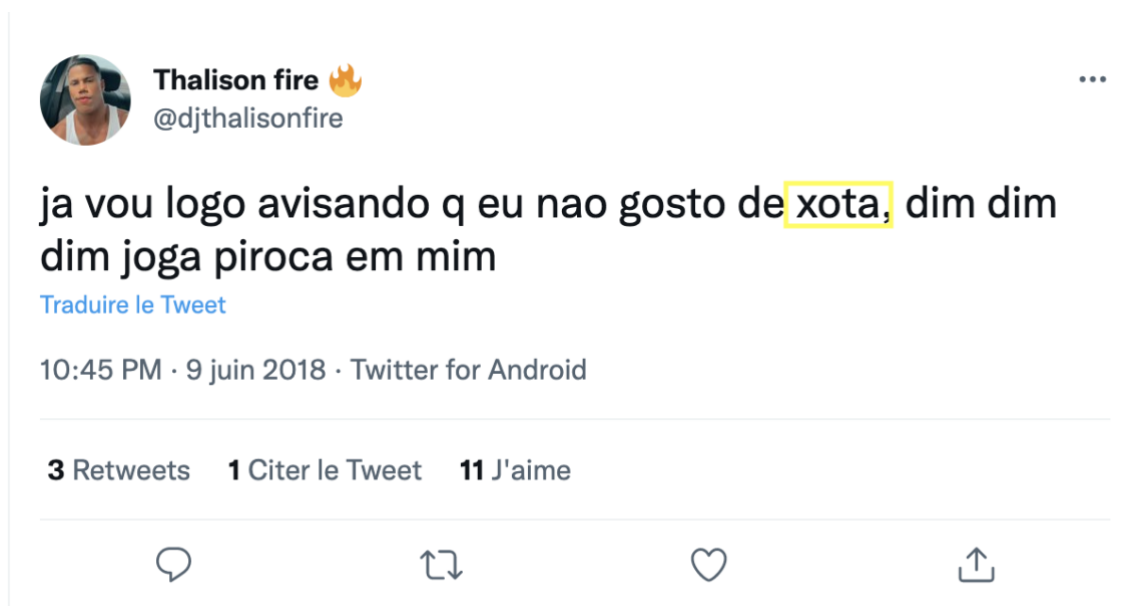 Thalison fire 🔥
@djthalisonfire
ja vou logo avisando q eu nao gosto de xota, dim dim
dim joga piroca em mim
Traduire le Tweet
10:45 PM · 9 juin 2018 · Twitter for Android
3 Retweets 1 Citer le Tweet 11 J'aime